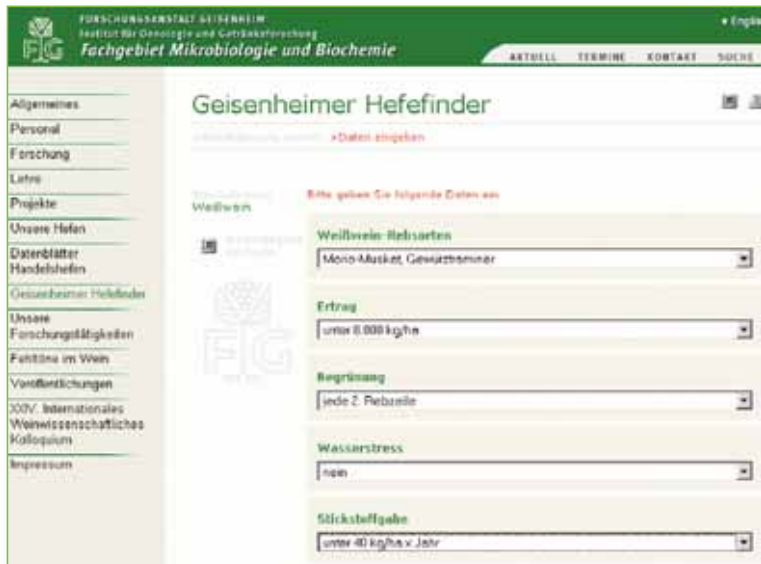 FORSCHUNGSANSTALT GEISENHEIM
Institut für Oenologie und Getränkeforschung
Fachgebiet Mikrobiologie und Biochemie
AKTUELL TERMINE KONTAKT SUCHE
Allgemeines
Personal
Forschung
Lehre
Projekte
Unsere Hefen
Datenblätter
Handelshefen
Geisenheimer Hefefinder
Unsere
Forschungstätigkeiten
Fehltöne im Wein
Veröffentlichungen
XXIV. Internationales
Weinwissenschaftliches
Kolloquium
Impressum
Geisenheimer Hefefinder
»Daten eingeben
Weißwein
Bitte geben Sie folgende Daten ein
Weißwein-Rebsorten
Morio-Muskat, Gewürztraminer
Ertrag
unter 8.000 kg/ha
Begrünung
jede 2. Rebzeile
Wasserstress
nein
Stickstoffgabe
unter 40 kg/ha x Jahr